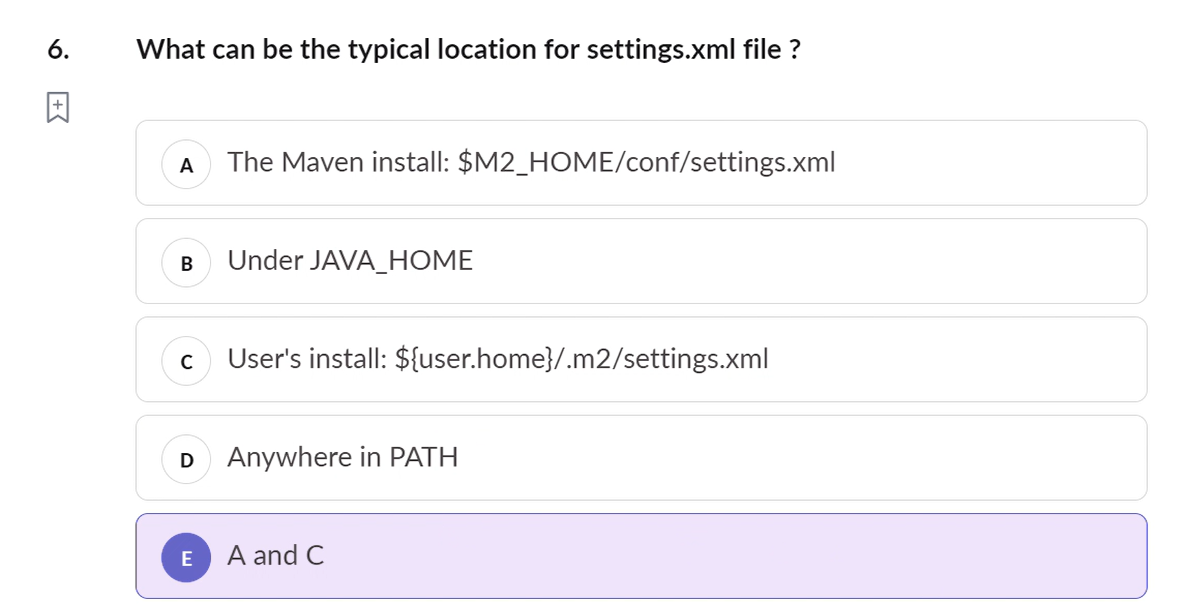 6. What can be the typical location for settings.xml file ?
A The Maven install: $M2_HOME/conf/settings.xml
B Under JAVA_HOME
C User's install: ${user.home}/.m2/settings.xml
D Anywhere in PATH
E A and C